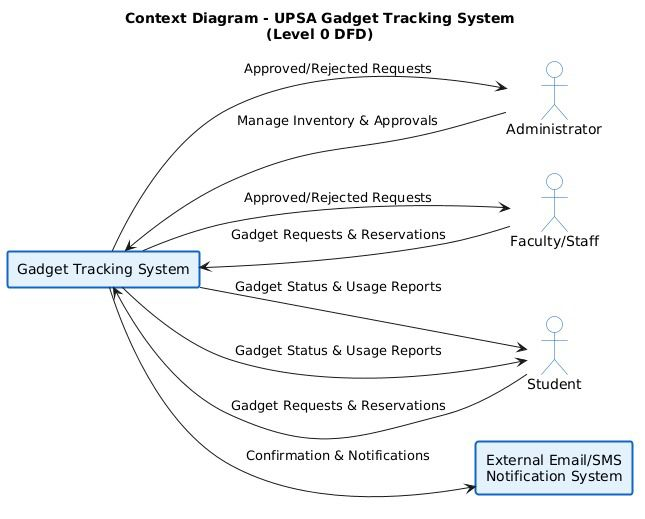 Context Diagram - UPSA Gadget Tracking System
(Level 0 DFD)
Approved/Rejected Requests
Manage Inventory & Approvals
Administrator
Approved/Rejected Requests
Gadget Requests & Reservations
Faculty/Staff
Gadget Tracking System
Gadget Status & Usage Reports
Gadget Status & Usage Reports
Student
Gadget Requests & Reservations
Confirmation & Notifications
External Email/SMS
Notification System